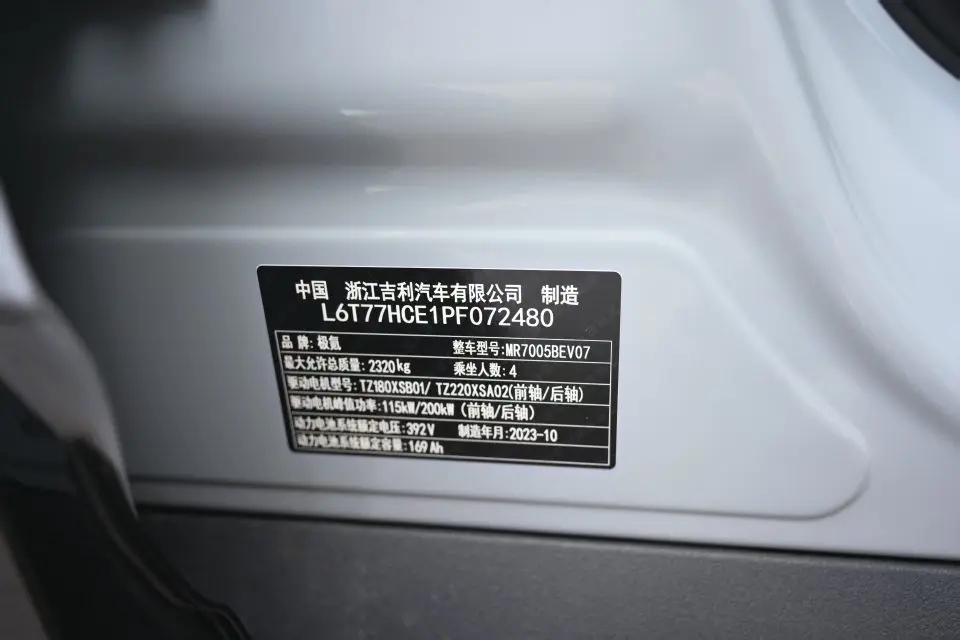 中国 浙江吉利汽车有限公司 制造
L6T77HCE1PF072480
品牌:极氪 整车型号:MR7005BEV07
最大允许总质量:2320kg 乘坐人数:4
驱动电机型号:TZ180XSB01/ TZ220XSA02(前轴/后轴)
驱动电机峰值功率:115kW/200kW (前轴/后轴)
动力电池系统额定电压:392V 制造年月:2023-10
动力电池系统额定容量:169Ah